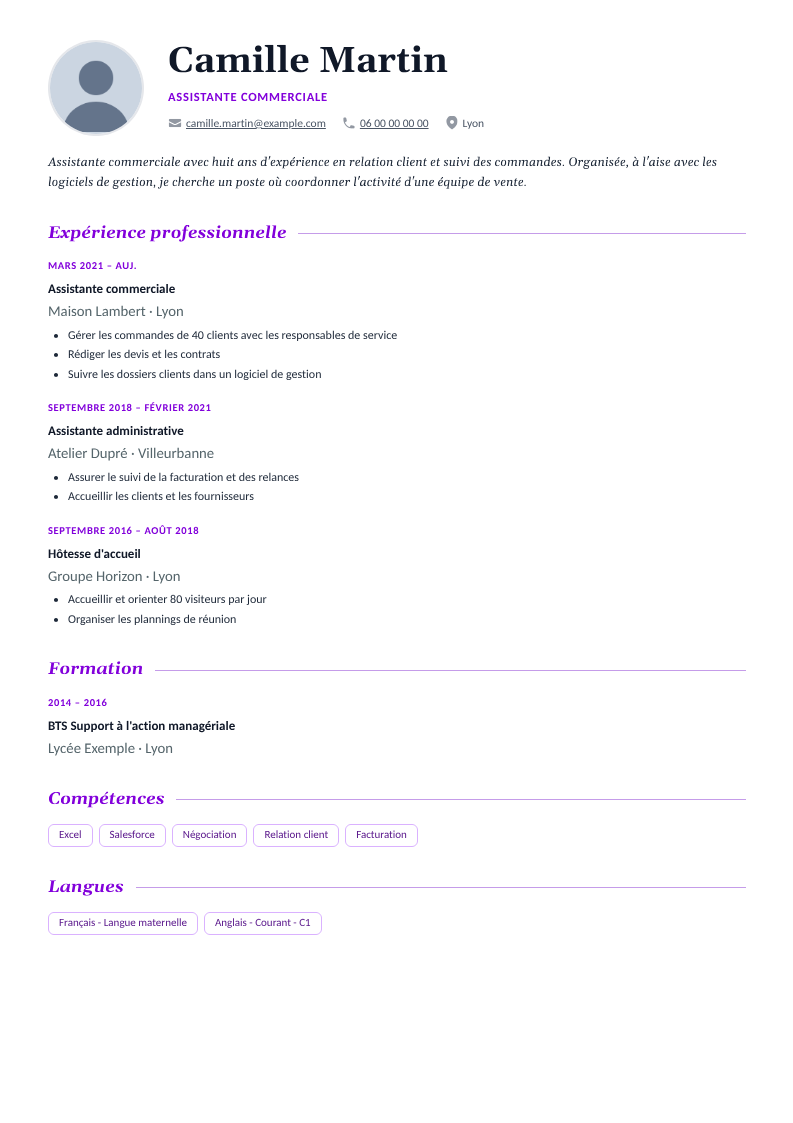 Camille Martin
ASSISTANTE COMMERCIALE
camille.martin@example.com 06 00 00 00 00 Lyon
Assistante commerciale avec huit ans d'expérience en relation client et suivi des commandes. Organisée, à l'aise avec les
logiciels de gestion, je cherche un poste où coordonner l'activité d'une équipe de vente.
Expérience professionnelle
MARS 2021 – AUJ.
Assistante commerciale
Maison Lambert · Lyon
• Gérer les commandes de 40 clients avec les responsables de service
• Rédiger les devis et les contrats
• Suivre les dossiers clients dans un logiciel de gestion
SEPTEMBRE 2018 – FÉVRIER 2021
Assistante administrative
Atelier Dupré · Villeurbanne
• Assurer le suivi de la facturation et des relances
• Accueillir les clients et les fournisseurs
SEPTEMBRE 2016 – AOÛT 2018
Hôtesse d'accueil
Groupe Horizon · Lyon
• Accueillir et orienter 80 visiteurs par jour
• Organiser les plannings de réunion
Formation
2014 – 2016
BTS Support à l'action managériale
Lycée Exemple · Lyon
Compétences
Excel Salesforce Négociation Relation client Facturation
Langues
Français - Langue maternelle Anglais - Courant - C1